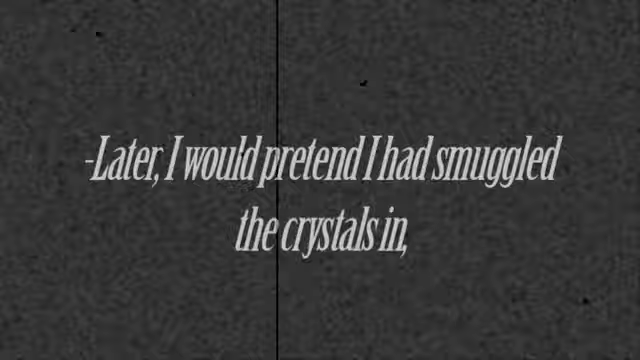 -Later, I would pretend I had smuggled
the crystals in,